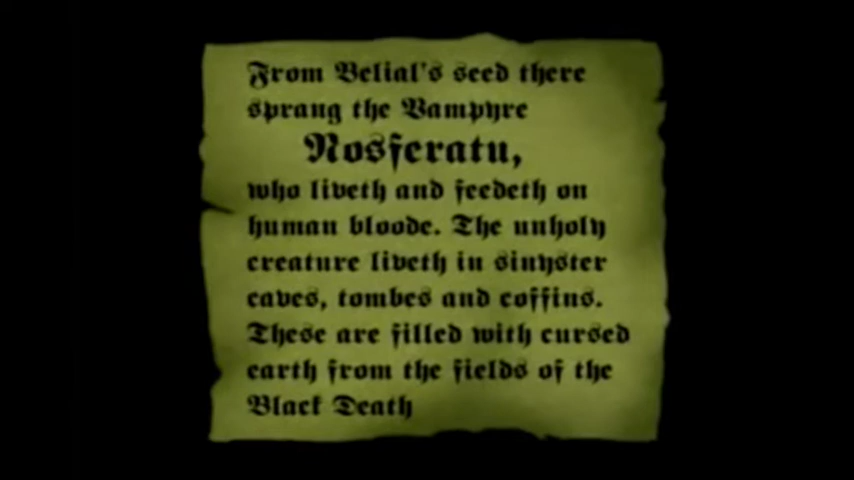 From Belial's seed there
sprang the Vampyre
Nosferatu,
who liveth and feedeth on
human bloode. The unholy
creature liveth in sinyster
caves, tombes and coffins.
These are filled with cursed
earth from the fields of the
Black Death